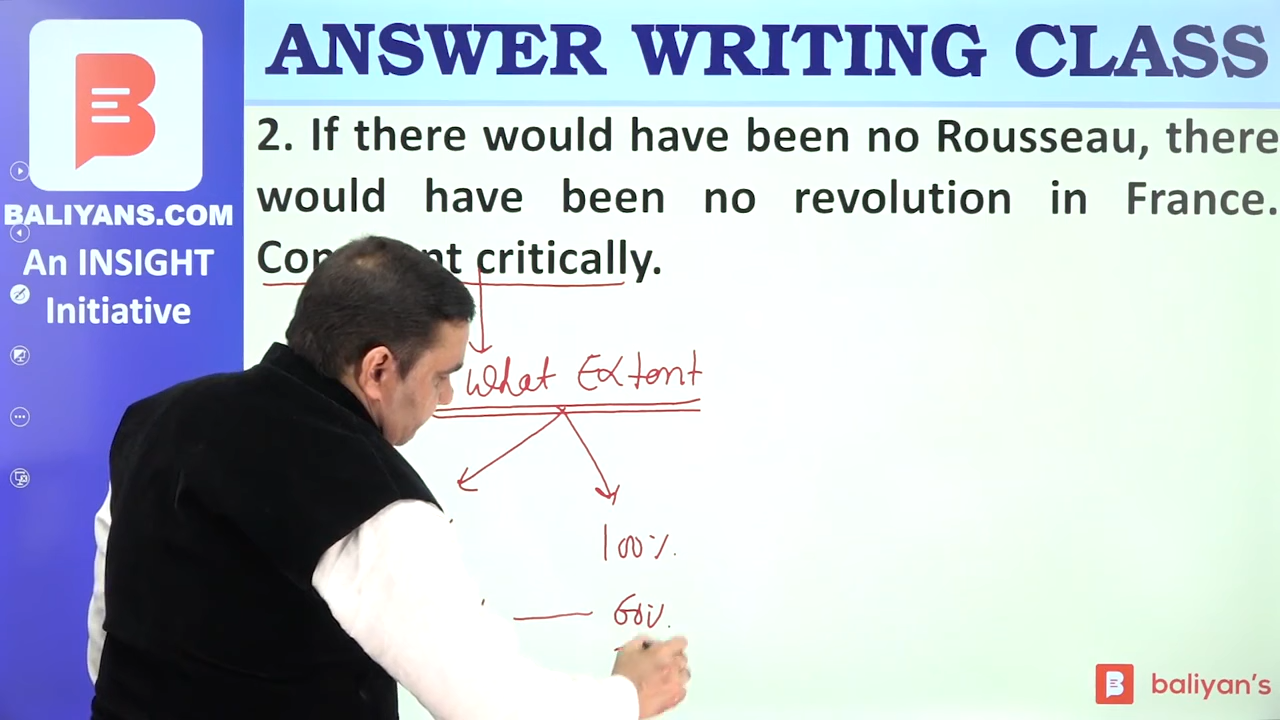 ANSWER WRITING CLASS
2. If there would have been no Rousseau, there
would have been no revolution in France.
critically.
BALIYANS.COM
An INSIGHT
Initiative
What Extent
100%
60%
baliyan's